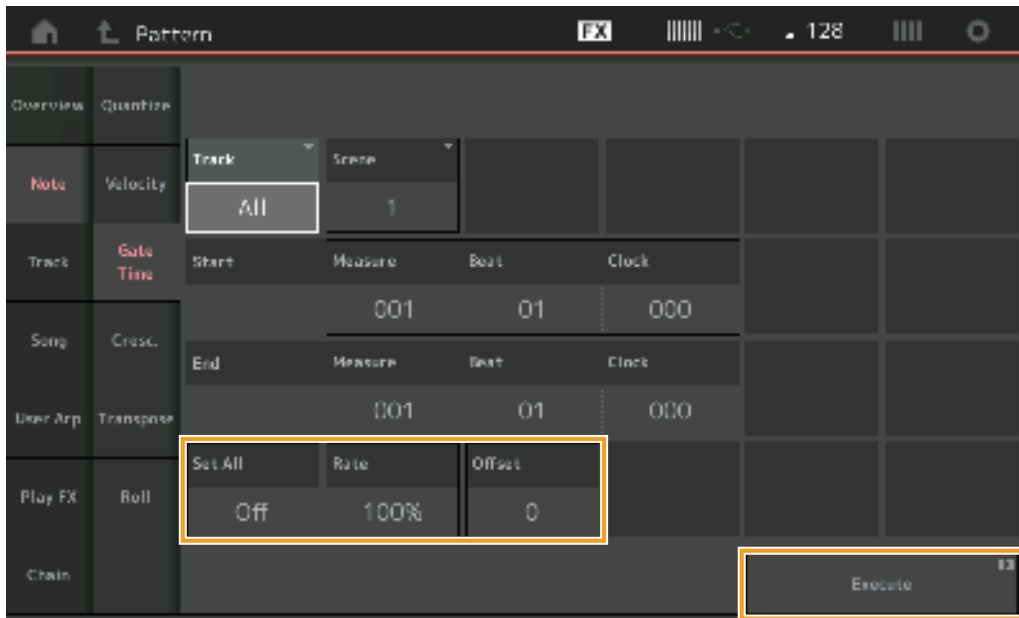 Pattern FX 128
Overview Quantize
Note Velocity Track Scene
All 1
Track Gate Time Start Measure Beat Clock
001 01 000
Song Cresc. End Measure Beat Clock
User Arp Transpose 001 01 000
Set All Rate Offset
Play FX Roll Off 100% 0
Chain Execute